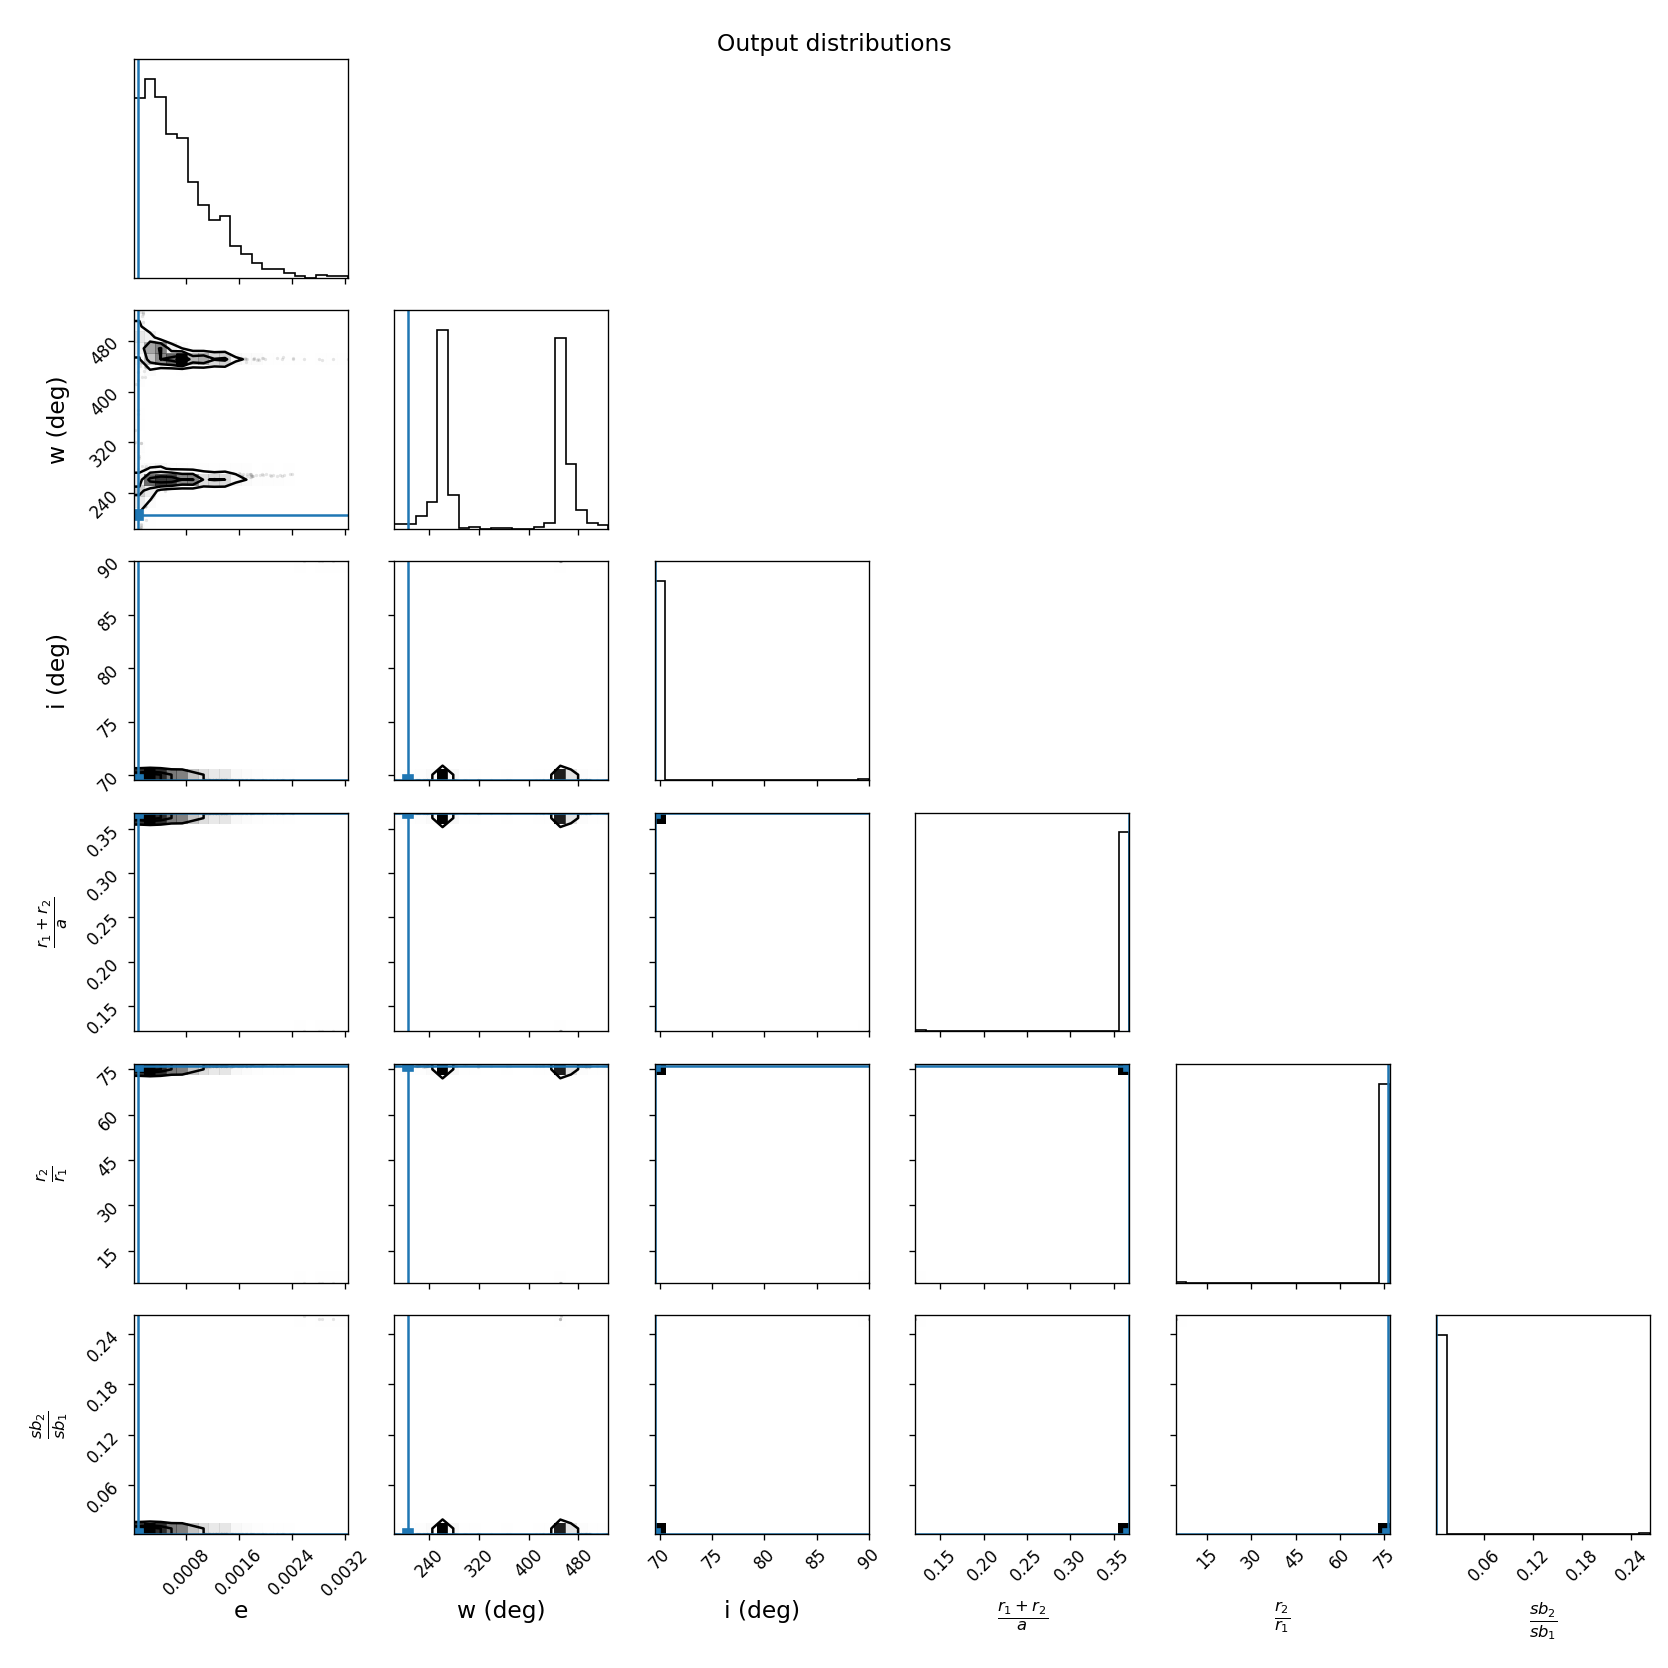 Output distributions
480
400
320
240
w (deg)
90
85
80
75
70
i (deg)
0.35
0.30
0.25
0.20
0.15
r₁ + r₂
a
75
60
45
30
15
r₂
r₁
0.24
0.18
0.12
0.06
sb₂
sb₁
0.0008 0.0016 0.0024 0.0032 240 320 400 480 70 75 80 85 90 0.15 0.20 0.25 0.30 0.35 15 30 45 60 75 0.06 0.12 0.18 0.24
e w (deg) i (deg)
r₁ + r₂
a
r₂
r₁
sb₂
sb₁